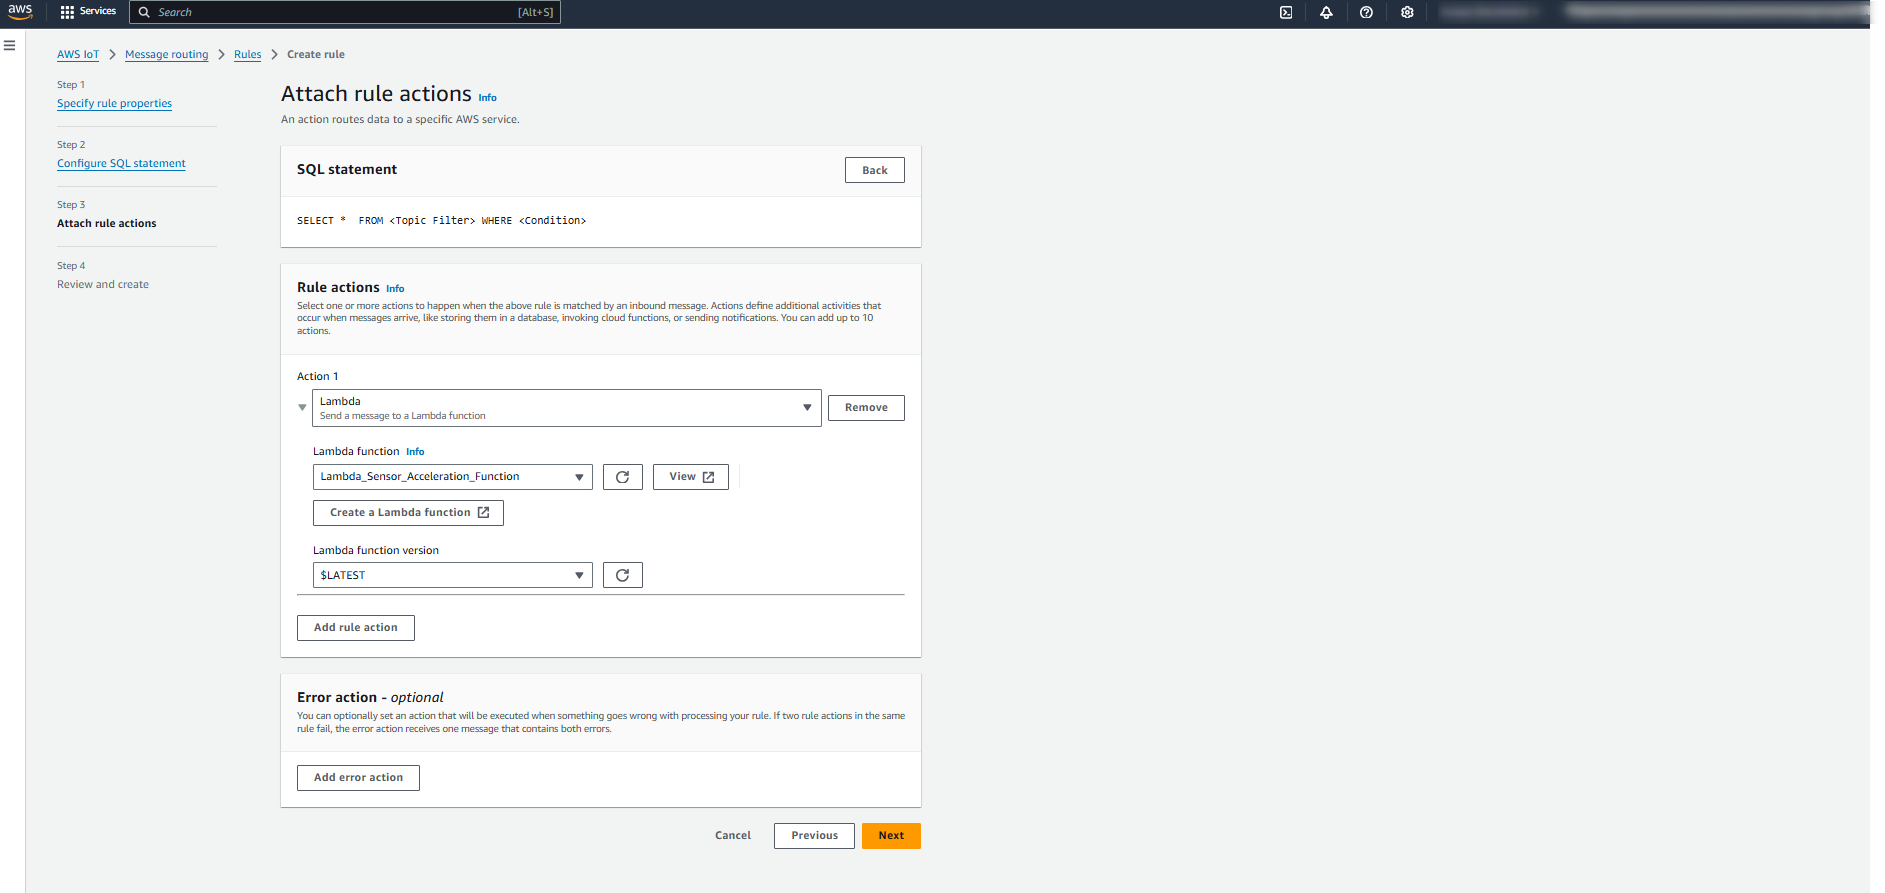 aws
Services
Search
[Alt+S]
AWS IoT > Message routing > Rules > Create rule
Step 1
Specify rule properties
Step 2
Configure SQL statement
Step 3
Attach rule actions
Step 4
Review and create
Attach rule actions Info
An action routes data to a specific AWS service.
SQL statement
Back
SELECT *  FROM <Topic Filter> WHERE <Condition>
Rule actions Info
Select one or more actions to happen when the above rule is matched by an inbound message. Actions define additional activities that
occur when messages arrive, like storing them in a database, invoking cloud functions, or sending notifications. You can add up to 10
actions.
Action 1
Lambda
Send a message to a Lambda function
Remove
Lambda function Info
Lambda_Sensor_Acceleration_Function
View
Create a Lambda function
Lambda function version
$LATEST
Add rule action
Error action - optional
You can optionally set an action that will be executed when something goes wrong with processing your rule. If two rule actions in the same
rule fail, the error action receives one message that contains both errors.
Add error action
Cancel
Previous
Next